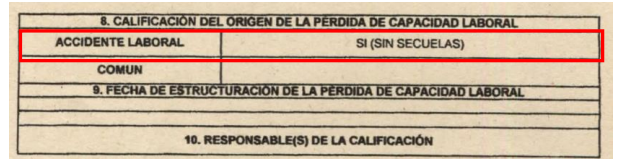 8. CALIFICACIÓN DEL ORIGEN DE LA PÉRDIDA DE CAPACIDAD LABORAL
ACCIDENTE LABORAL SI (SIN SECUELAS)
COMUN
9. FECHA DE ESTRUCTURACIÓN DE LA PÉRDIDA DE CAPACIDAD LABORAL
10. RESPONSABLE(S) DE LA CALIFICACIÓN